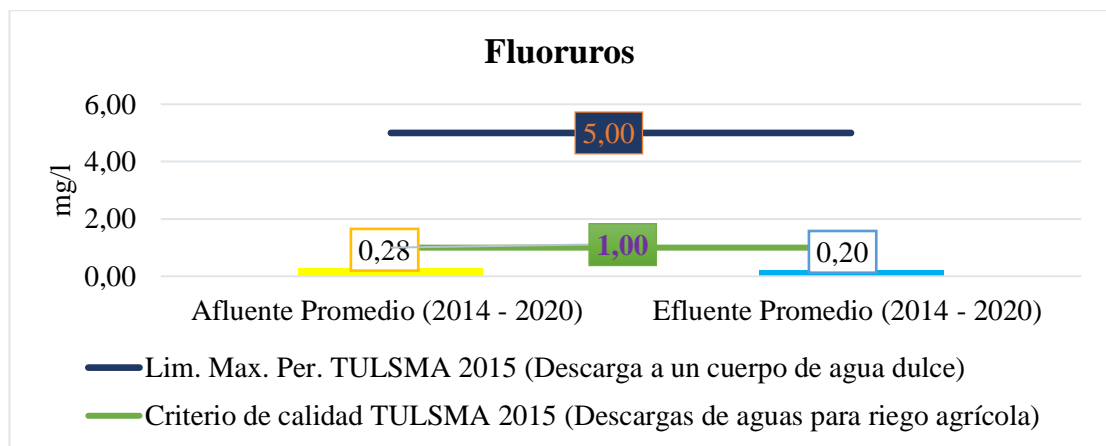 Fluoruros
6,00
5,00
4,00
mg/l
2,00
0,28
1,00
0,20
0,00
Afluente Promedio (2014 - 2020)
Efluente Promedio (2014 - 2020)
Lim. Max. Per. TULSMA 2015 (Descarga a un cuerpo de agua dulce)
Criterio de calidad TULSMA 2015 (Descargas de aguas para riego agrícola)